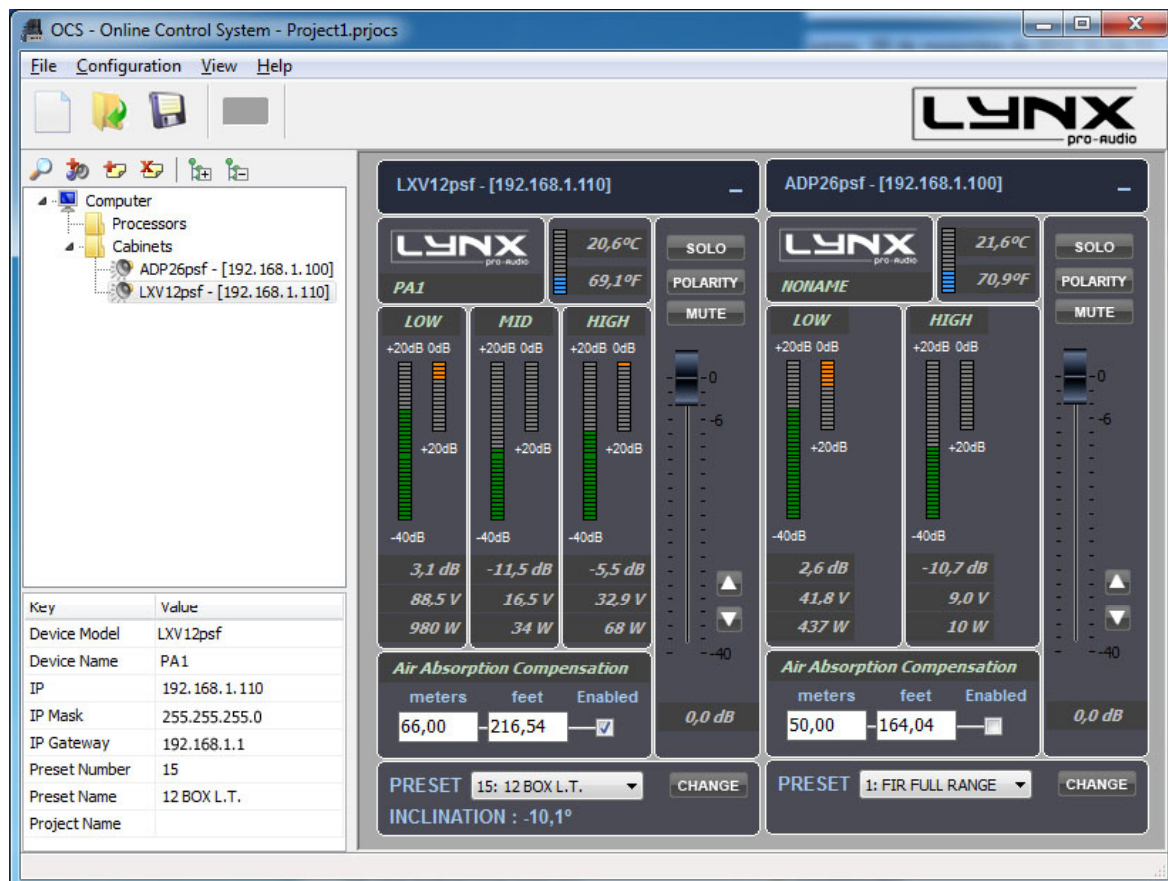 OCS - Online Control System - Project1.prjocs
File Configuration View Help
LYNX
pro-audio
Computer
Processors
Cabinets
ADP26psf - [192.168.1.100]
LXV12psf - [192.168.1.110]
Key Value
Device Model LXV12psf
Device Name PA1
IP 192.168.1.110
IP Mask 255.255.255.0
IP Gateway 192.168.1.1
Preset Number 15
Preset Name 12 BOX L.T.
Project Name
LXV12psf - [192.168.1.110]
LYNX
pro-audio
PA1
20,6ºC
69,1ºF
SOLO
POLARITY
MUTE
LOW MID HIGH
+20dB 0dB +20dB 0dB +20dB 0dB
+20dB +20dB +20dB
-40dB -40dB -40dB
3,1 dB -11,5 dB -5,5 dB
88,5 V 16,5 V 32,9 V
980 W 34 W 68 W
-0
-6
-40
0,0 dB
Air Absorption Compensation
meters feet Enabled
66,00 216,54
PRESET 15: 12 BOX L.T. CHANGE
INCLINATION : -10,1º
ADP26psf - [192.168.1.100]
LYNX
pro-audio
NONAME
21,6ºC
70,9ºF
SOLO
POLARITY
MUTE
LOW HIGH
+20dB 0dB +20dB 0dB
+20dB +20dB
-40dB -40dB
2,6 dB -10,7 dB
41,8 V 9,0 V
437 W 10 W
-0
-6
-40
0,0 dB
Air Absorption Compensation
meters feet Enabled
50,00 164,04
PRESET 1: FIR FULL RANGE CHANGE